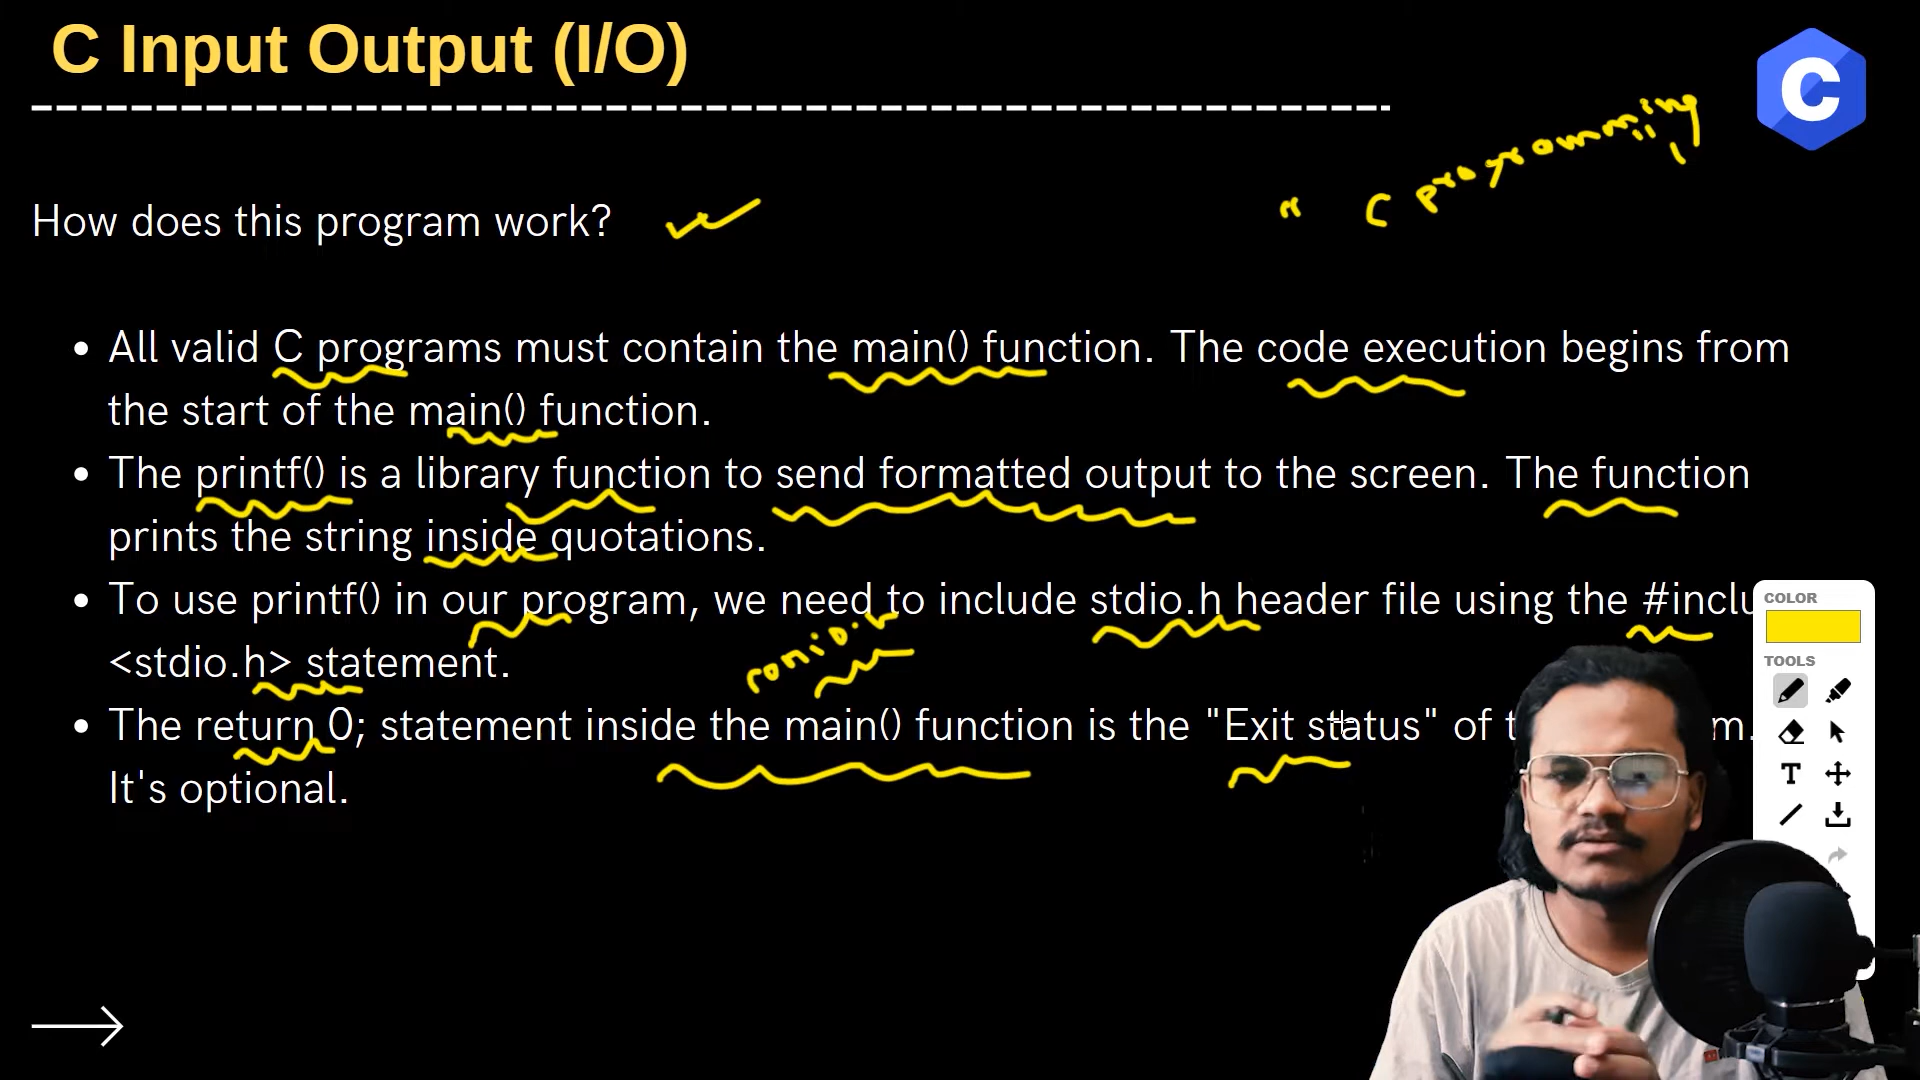 C Input Output (I/O)
C
C programming
How does this program work?
• All valid C programs must contain the main() function. The code execution begins from
the start of the main() function.
• The printf() is a library function to send formatted output to the screen. The function
prints the string inside quotations.
• To use printf() in our program, we need to include stdio.h header file using the #inclu
<stdio.h> statement.
• The return 0; statement inside the main() function is the "Exit status" of t m.
It's optional.
COLOR
TOOLS
T